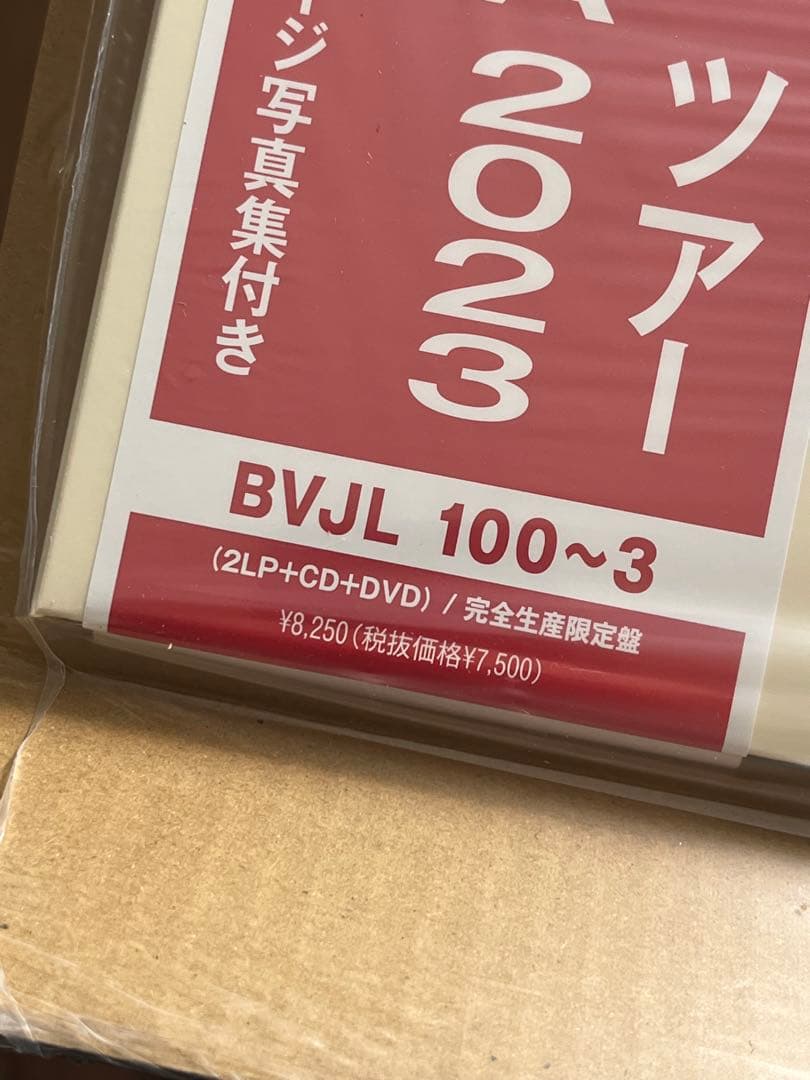 ツアー
2023
ージ写真集付き
BVJL 100~3
(2LP+CD+DVD) / 完全生産限定盤
¥8,250(税抜価格¥7,500)